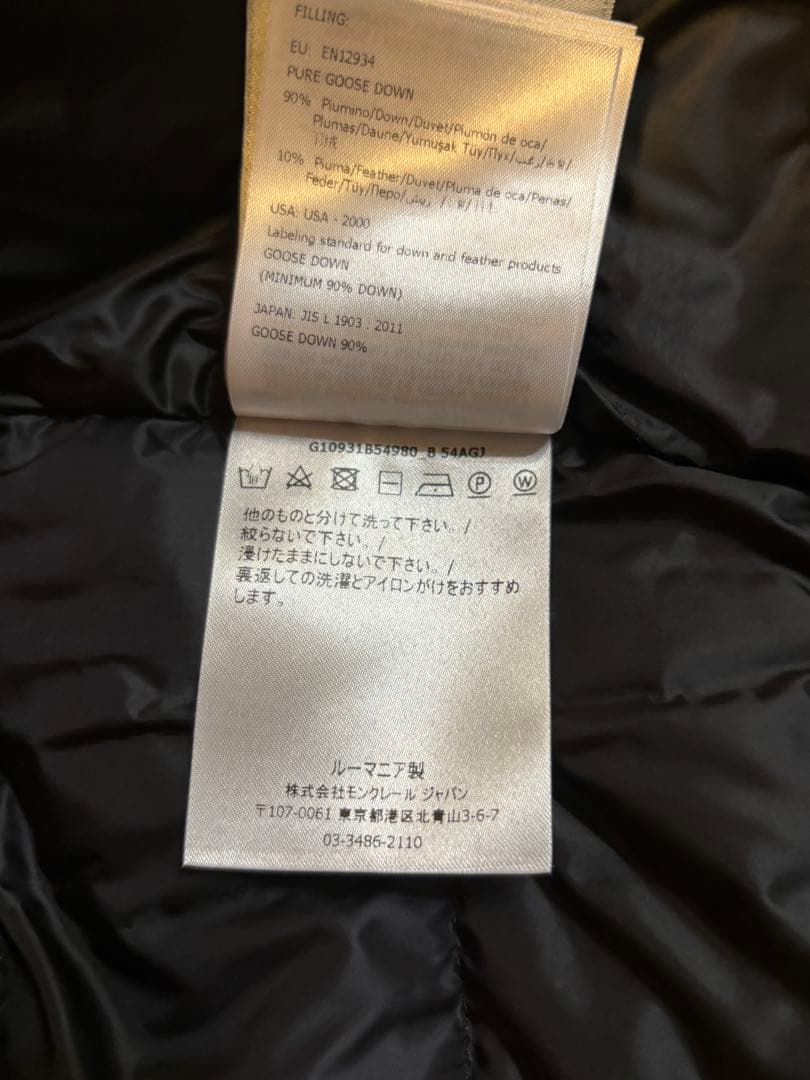 FILLING:
EU: EN12934
PURE GOOSE DOWN
90% Piumino/Down/Duvet/Plumon de oca/
Plumas/Daune/Yumuşak Tüy/Пух/زغب/
10% Piuma/Feather/Duvet/Pluma de oca/Penas/
Feder/Tüy/Перо/ريش/
USA: USA - 2000
Labeling standard for down and feather products
GOOSE DOWN
(MINIMUM 90% DOWN)
JAPAN: JIS L 1903 . 2011
GOOSE DOWN 90%
G10931B54980 B 54AGJ
P W
他のものと分けて洗って下さい。/
絞らないで下さい。/
浸けたままにしないで下さい。/
裏返しての洗濯とアイロンがけをおすすめ
します。
ルーマニア製
株式会社モンクレール ジャパン
〒107-0061 東京都港区北青山3-6-7
03-3486-2110